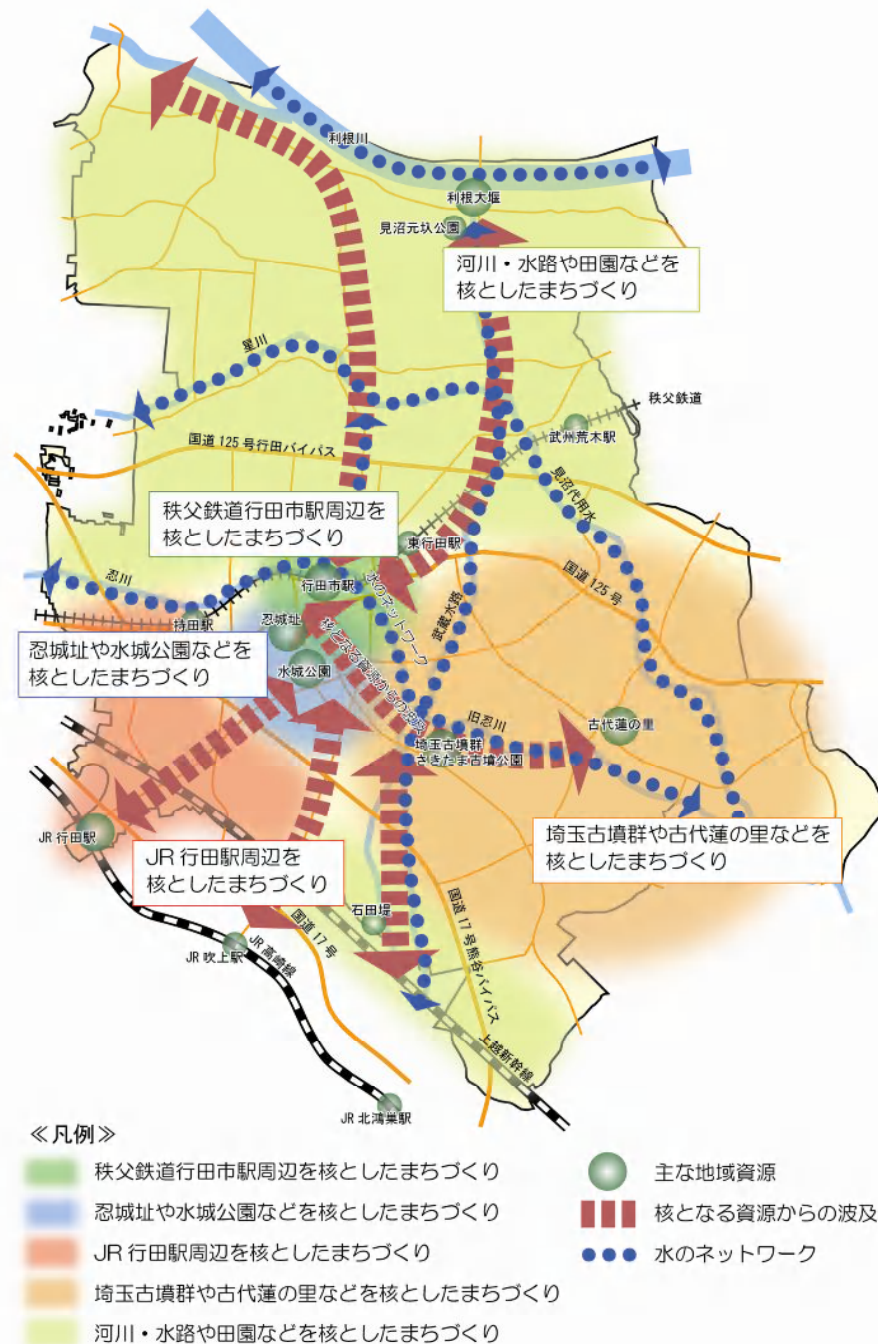 利根川
利根大堰
見沼元圦公園
河川・水路や田園などを
核としたまちづくり
星川
秩父鉄道
武州荒木駅
国道125号行田バイパス
見沼代用水
秩父鉄道行田市駅周辺を
核としたまちづくり
東行田駅
国道125号
忍川
行田市駅
水のネットワーク
武蔵水路
持田駅
忍城址
忍城址や水城公園などを
核としたまちづくり
水城公園
核となる資源からの波及
旧忍川
古代蓮の里
埼玉古墳群
さきたま古墳公園
JR行田駅
JR行田駅周辺を
核としたまちづくり
埼玉古墳群や古代蓮の里などを
核としたまちづくり
石田堤
国道17号
国道17号熊谷バイパス
JR吹上駅
JR高崎線
上越新幹線
JR北鴻巣駅
≪凡例≫
秩父鉄道行田市駅周辺を核としたまちづくり
忍城址や水城公園などを核としたまちづくり
JR行田駅周辺を核としたまちづくり
埼玉古墳群や古代蓮の里などを核としたまちづくり
河川・水路や田園などを核としたまちづくり
主な地域資源
核となる資源からの波及
水のネットワーク